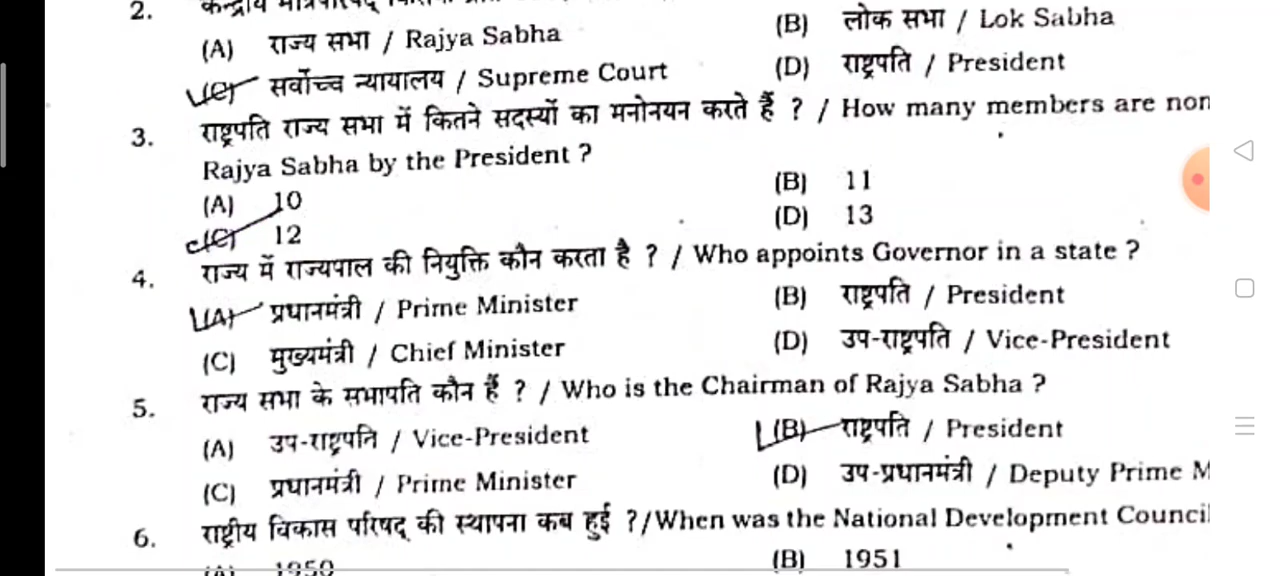 2.
(A) राज्य सभा / Rajya Sabha (B) लोक सभा / Lok Sabha
(C) सर्वोच्च न्यायालय / Supreme Court (D) राष्ट्रपति / President
3. राष्ट्रपति राज्य सभा में कितने सदस्यों का मनोनयन करते हैं ? / How many members are non
Rajya Sabha by the President ?
(A) 10 (B) 11
(C) 12 (D) 13
4. राज्य में राज्यपाल की नियुक्ति कौन करता है ? / Who appoints Governor in a state ?
(A) प्रधानमंत्री / Prime Minister (B) राष्ट्रपति / President
(C) मुख्यमंत्री / Chief Minister (D) उप-राष्ट्रपति / Vice-President
5. राज्य सभा के सभापति कौन हैं ? / Who is the Chairman of Rajya Sabha ?
(A) उप-राष्ट्रपति / Vice-President (B) राष्ट्रपति / President
(C) प्रधानमंत्री / Prime Minister (D) उप-प्रधानमंत्री / Deputy Prime M
6. राष्ट्रीय विकास परिषद् की स्थापना कब हुई ?/When was the National Development Council
(A) 1950 (B) 1951